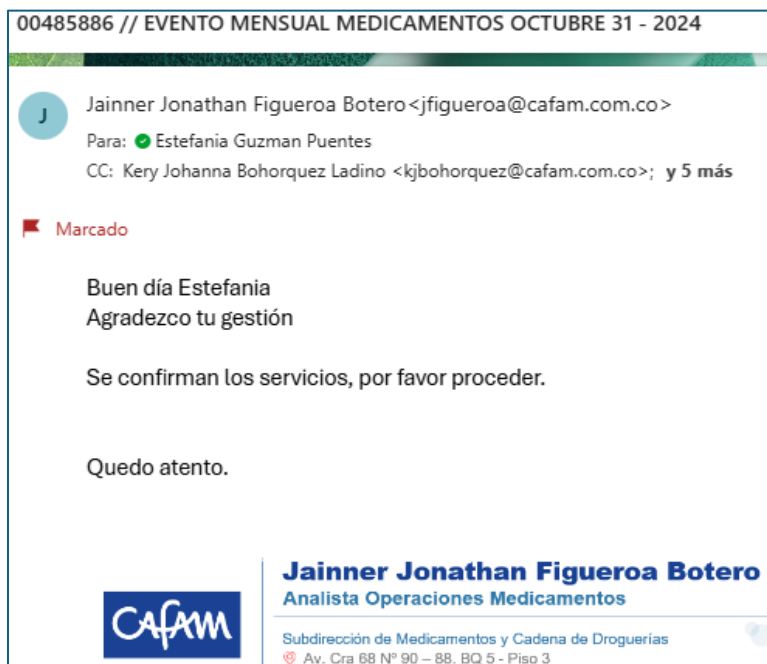 00485886 // EVENTO MENSUAL MEDICAMENTOS OCTUBRE 31 - 2024
J
Jainner Jonathan Figueroa Botero<jfigueroa@cafam.com.co>
Para: Estefania Guzman Puentes
CC: Kery Johanna Bohorquez Ladino <kjbohorquez@cafam.com.co>; y 5 más
Marcado
Buen día Estefania
Agradezco tu gestión
Se confirman los servicios, por favor proceder.
Quedo atento.
CAFAM
Jainner Jonathan Figueroa Botero
Analista Operaciones Medicamentos
Subdirección de Medicamentos y Cadena de Droguerías
Av. Cra 68 Nº 90 – 88. BQ 5 - Piso 3